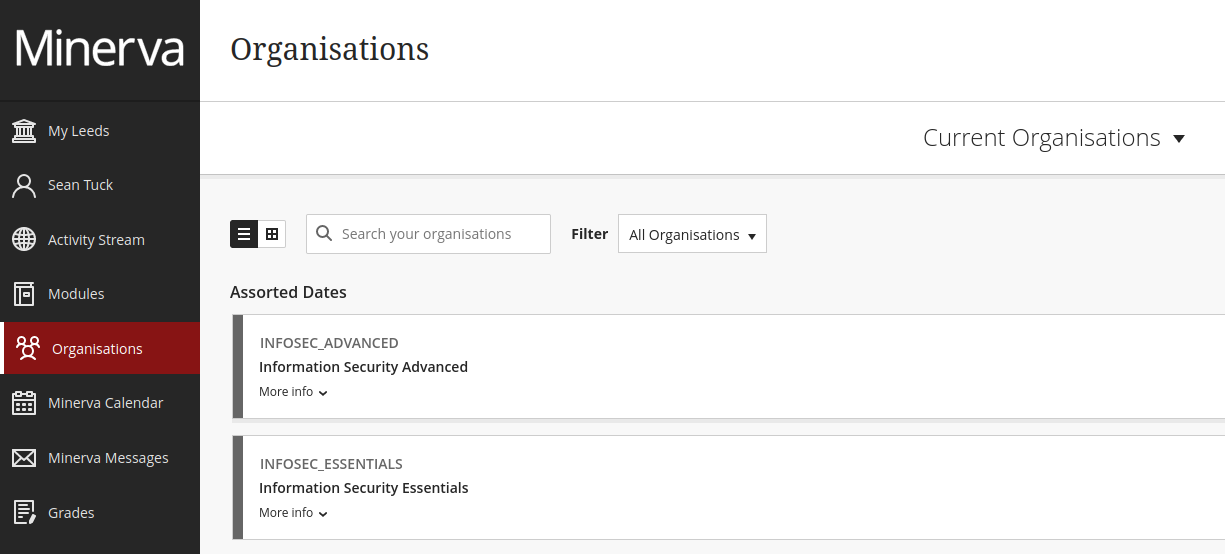 Minerva
My Leeds
Sean Tuck
Activity Stream
Modules
Organisations
Minerva Calendar
Minerva Messages
Grades
Organisations
Current Organisations
Search your organisations
Filter
All Organisations
Assorted Dates
INFOSEC_ADVANCED
Information Security Advanced
More info
INFOSEC_ESSENTIALS
Information Security Essentials
More info